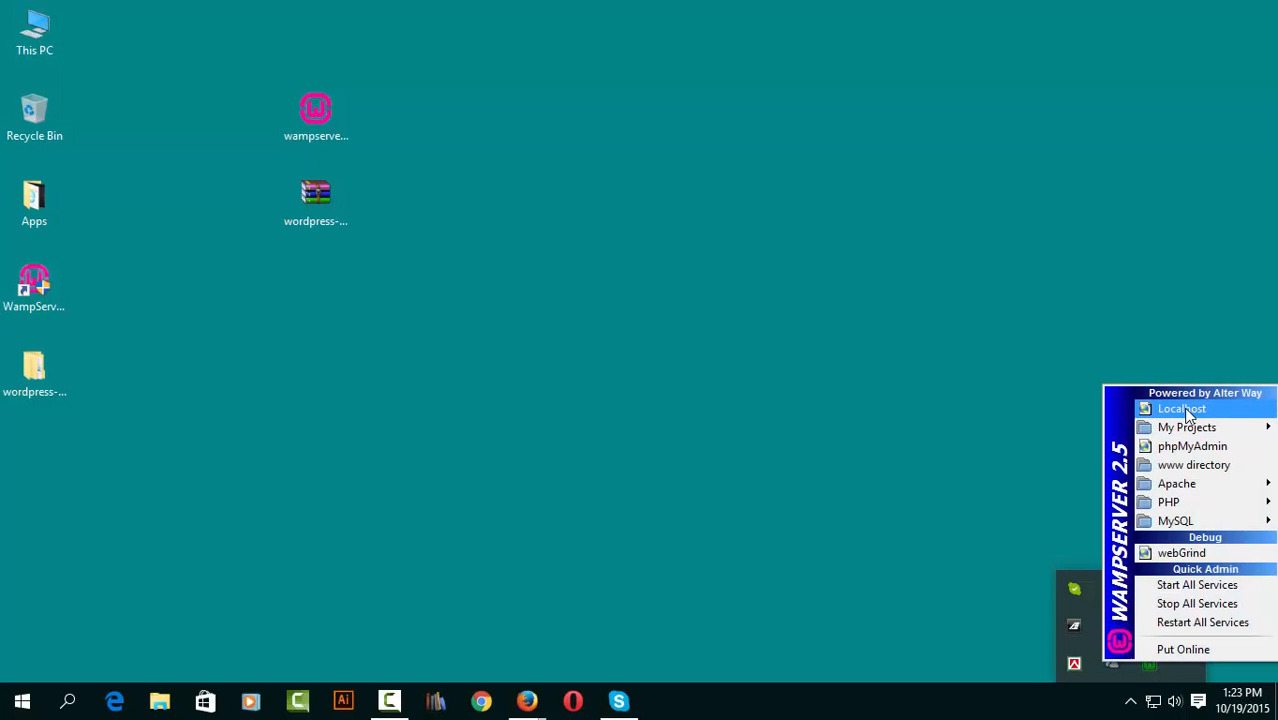 This PC
Recycle Bin
Apps
WampServ...
wordpress-...
wampserve...
wordpress-...
WAMPSERVER 2.5
Powered by Alter Way
Localhost
My Projects
phpMyAdmin
www directory
Apache
PHP
MySQL
Debug
webGrind
Quick Admin
Start All Services
Stop All Services
Restart All Services
Put Online
Ai
1:23 PM
10/19/2015